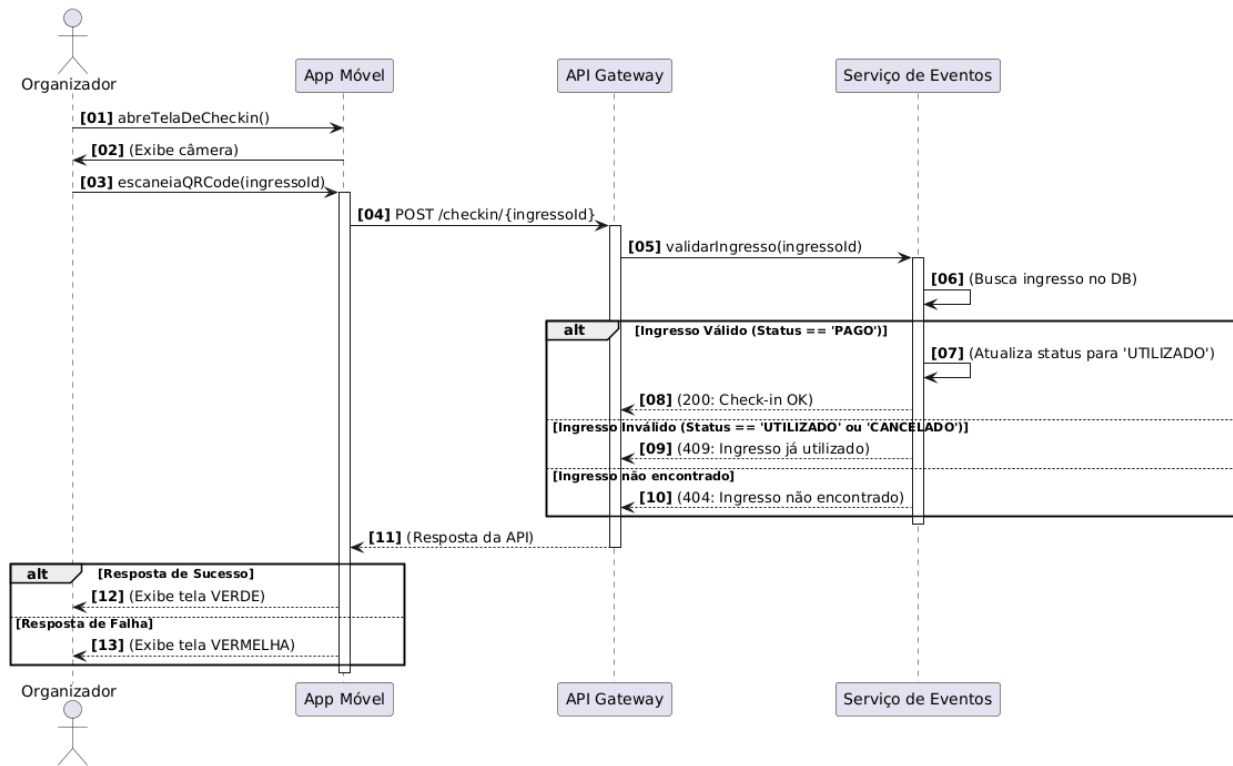 Organizador
App Móvel
API Gateway
Serviço de Eventos
[01] abreTelaDeCheckin()
[02] (Exibe câmera)
[03] escaneiaQRCode(ingressoId)
[04] POST /checkin/{ingressoId}
[05] validarIngresso(ingressoId)
[06] (Busca ingresso no DB)
alt [Ingresso Válido (Status == 'PAGO')]
[07] (Atualiza status para 'UTILIZADO')
[08] (200: Check-in OK)
[Ingresso Inválido (Status == 'UTILIZADO' ou 'CANCELADO')]
[09] (409: Ingresso já utilizado)
[Ingresso não encontrado]
[10] (404: Ingresso não encontrado)
[11] (Resposta da API)
alt [Resposta de Sucesso]
[12] (Exibe tela VERDE)
[Resposta de Falha]
[13] (Exibe tela VERMELHA)
Organizador
App Móvel
API Gateway
Serviço de Eventos